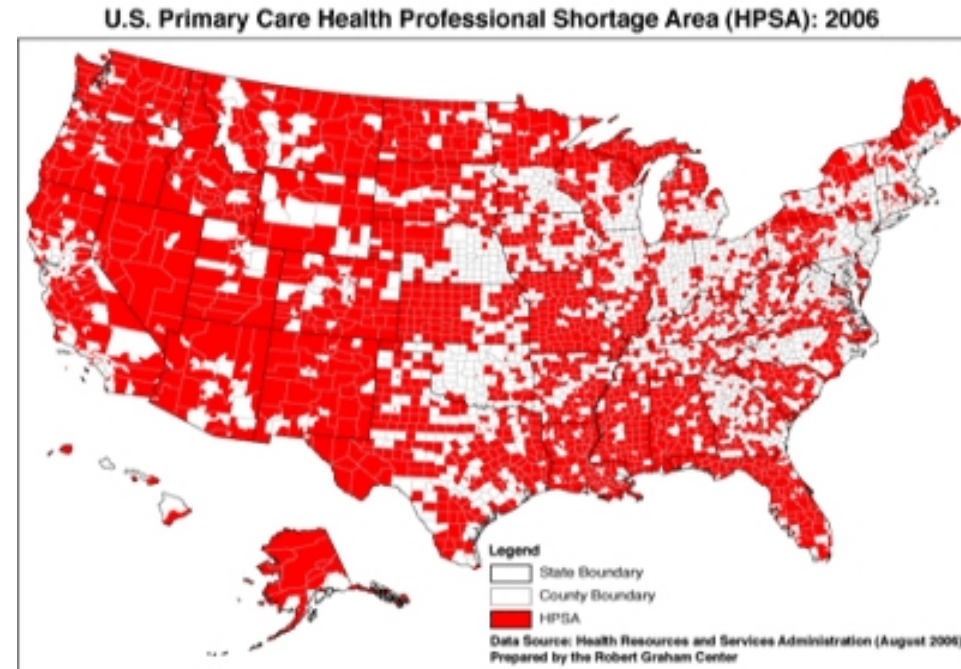 U.S. Primary Care Health Professional Shortage Area (HPSA): 2006
Legend
State Boundary
County Boundary
HPSA
Data Source: Health Resources and Services Administration (August 2006)
Prepared by the Robert Graham Center